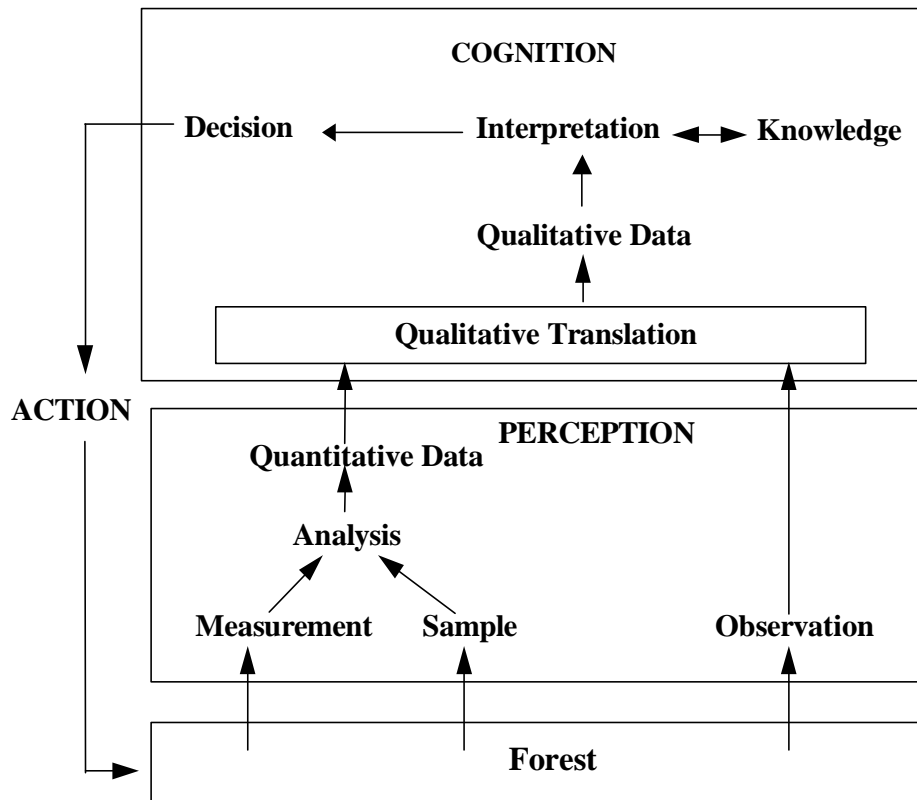 COGNITION
Decision
Interpretation
Knowledge
Qualitative Data
Qualitative Translation
ACTION
PERCEPTION
Quantitative Data
Analysis
Measurement
Sample
Observation
Forest